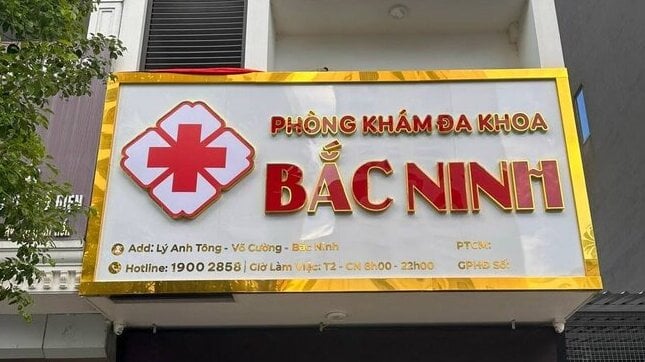 PHÒNG KHÁM ĐA KHOA
BẮC NINH
Add: Lý Anh Tông - Võ Cường - Bắc Ninh
PTCM:
Hotline: 1900 2858 | Giờ Làm Việc: T2 - CN 8h00 - 22h00
GPHĐ Số: